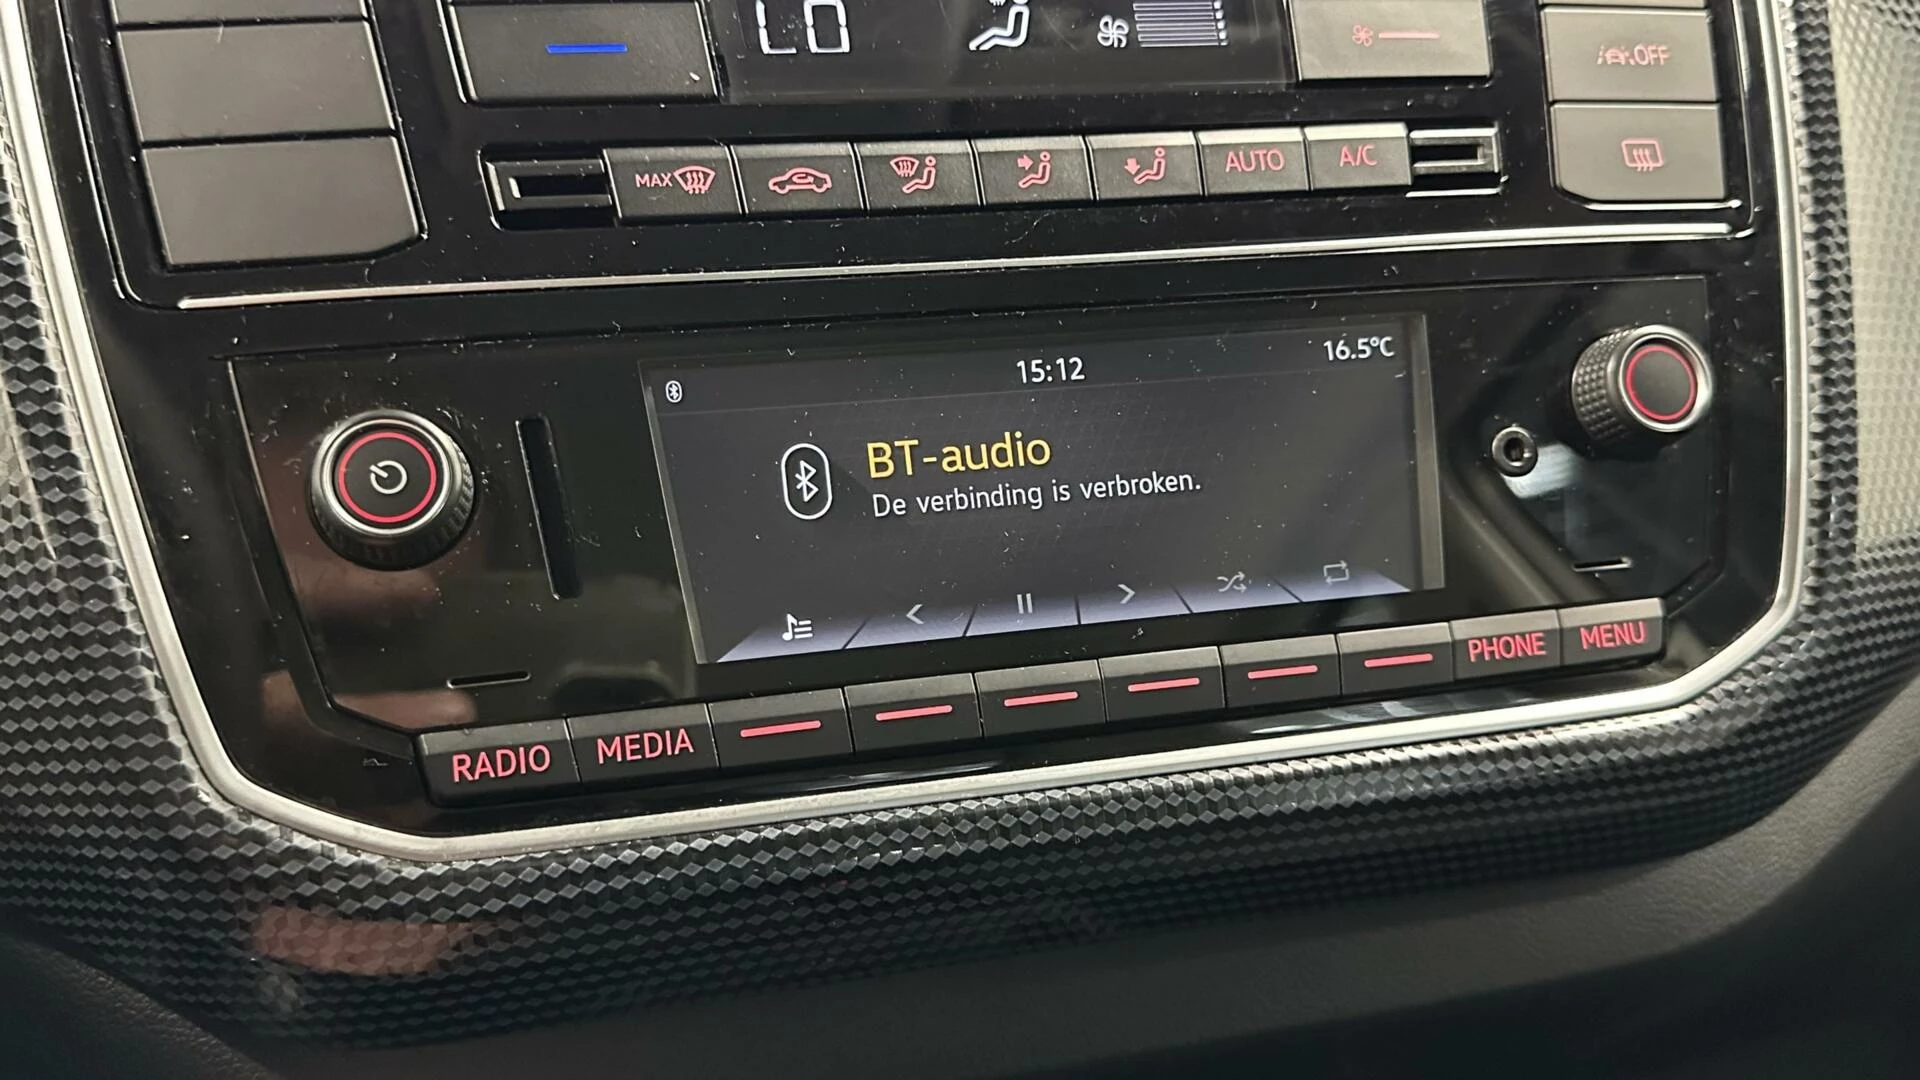 LO
OFF
MAX
AUTO
A/C
15:12
16.5°C
BT-audio
De verbinding is verbroken.
RADIO
MEDIA
PHONE
MENU